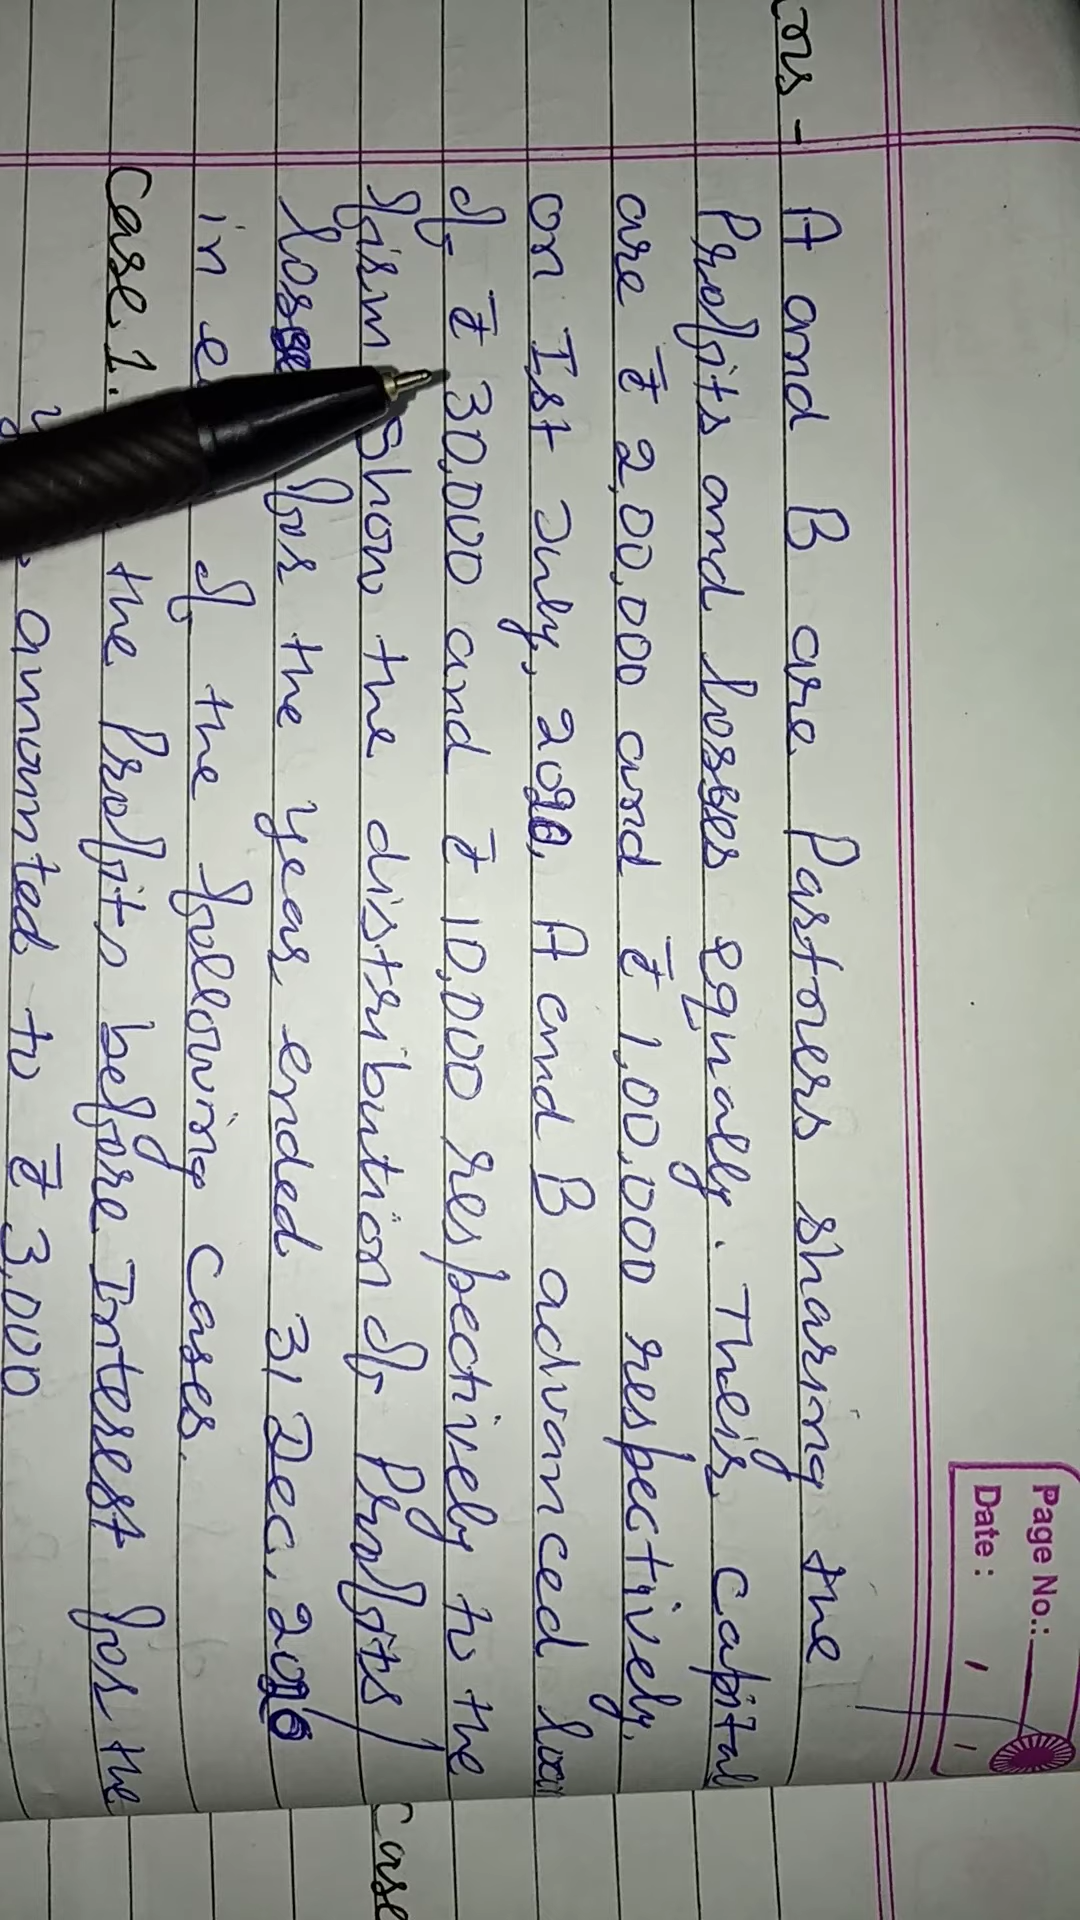 Page No.:
Date : / /
A and B are Partners sharing the
Profits and losses equally. Their capital
are ₹ 2,00,000 and ₹ 1,00,000 respectively.
on Ist July, 2020, A and B advanced loan
of ₹ 30,000 and ₹ 10,000 respectively to the
firm Show the distribution of Profits/
losse for the year ended 31 Dec, 2020
in of the following cases.
Case.1. the Profits before Interest for the
amounted to ₹ 3,000
Case